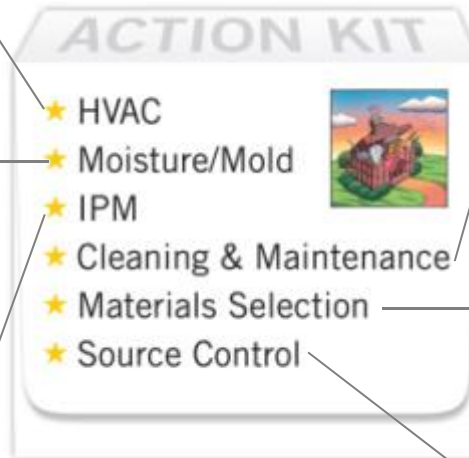 ACTION KIT
HVAC
Moisture/Mold
IPM
Cleaning & Maintenance
Materials Selection
Source Control